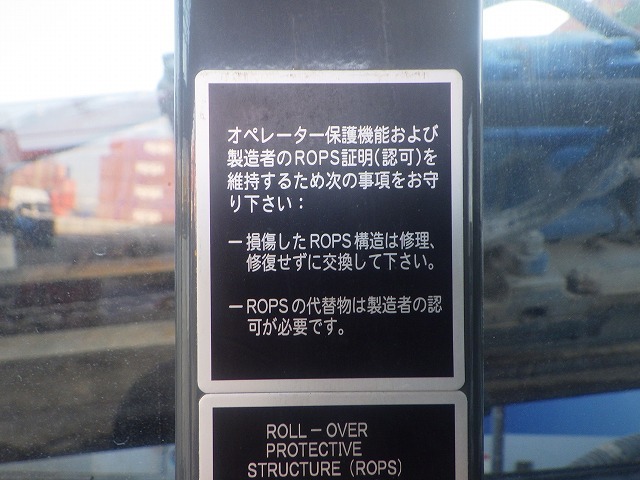 オペレーター保護機能および
製造者のROPS証明(認可)を
維持するため次の事項をお守
り下さい：
－損傷したROPS構造は修理、
修復せずに交換して下さい。
－ROPSの代替物は製造者の認
可が必要です。
ROLL－OVER
PROTECTIVE
STRUCTURE (ROPS)